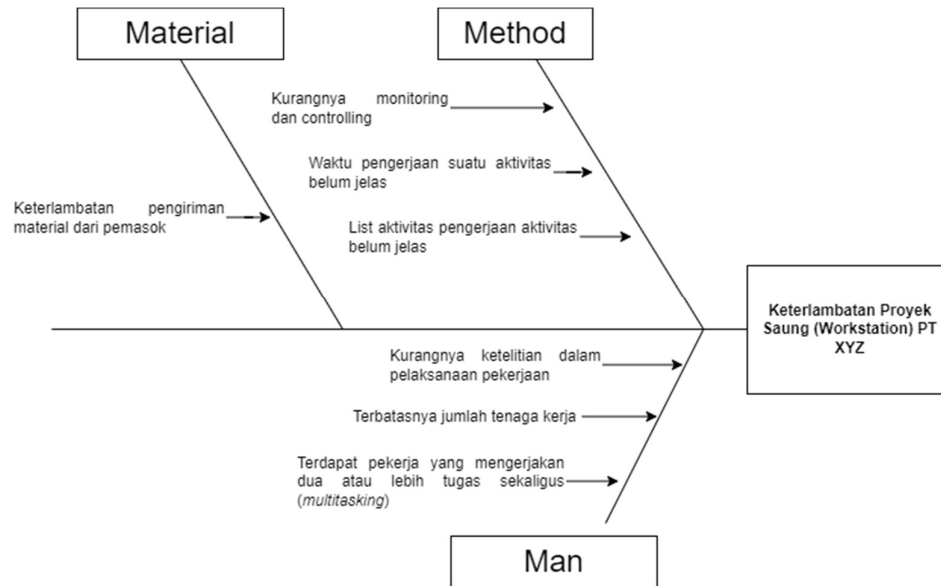 Material
Method
Kurangnya monitoring
dan controlling
Waktu pengerjaan suatu aktivitas
belum jelas
Keterlambatan pengiriman
material dari pemasok
List aktivitas pengerjaan aktivitas
belum jelas
Keterlambatan Proyek
Saung (Workstation) PT
XYZ
Kurangnya ketelitian dalam
pelaksanaan pekerjaan
Terbatasnya jumlah tenaga kerja
Terdapat pekerja yang mengerjakan
dua atau lebih tugas sekaligus
(multitasking)
Man